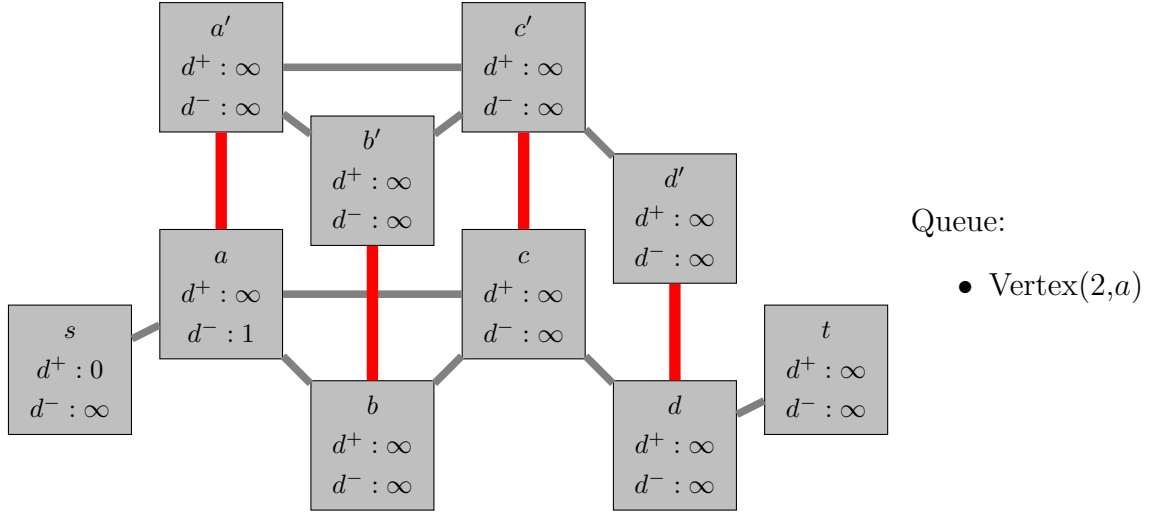 a′
d⁺ : ∞
d⁻ : ∞
c′
d⁺ : ∞
d⁻ : ∞
b′
d⁺ : ∞
d⁻ : ∞
d′
d⁺ : ∞
d⁻ : ∞
a
d⁺ : ∞
d⁻ : 1
c
d⁺ : ∞
d⁻ : ∞
s
d⁺ : 0
d⁻ : ∞
b
d⁺ : ∞
d⁻ : ∞
d
d⁺ : ∞
d⁻ : ∞
t
d⁺ : ∞
d⁻ : ∞
Queue:
• Vertex(2,a)